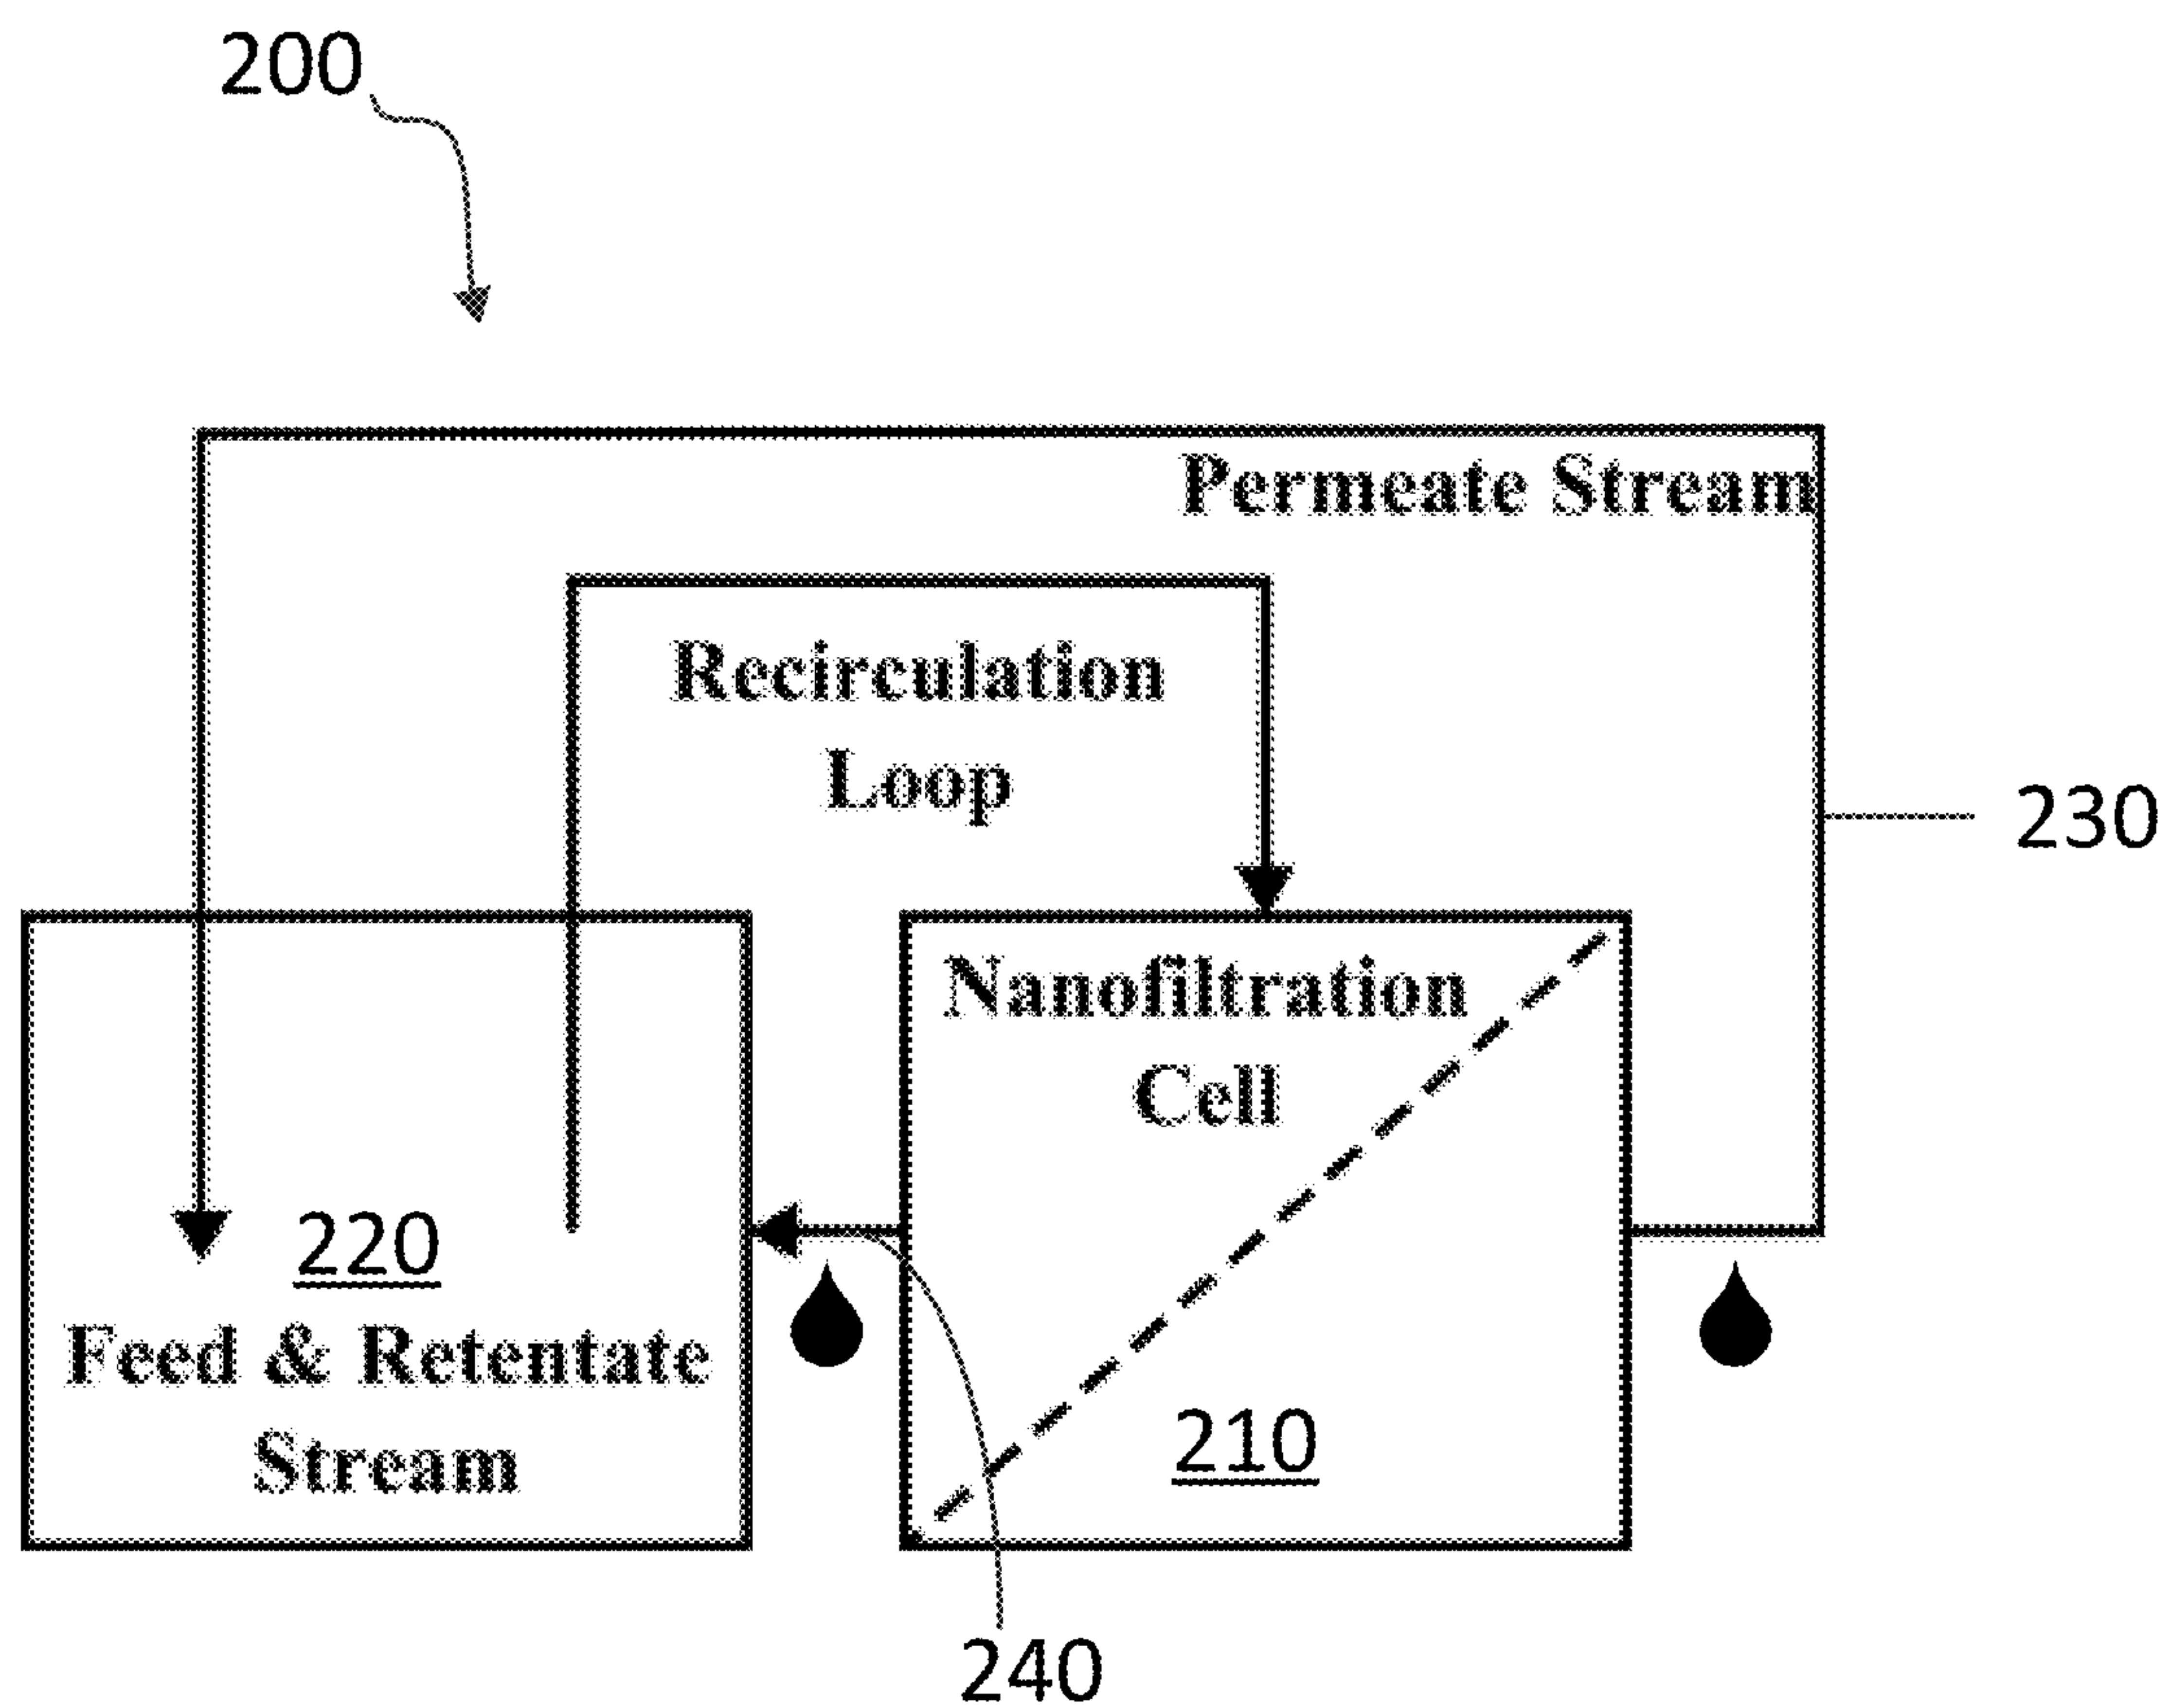 200
Permeate Stream
Recirculation
Loop
230
Nanofiltration
Cell
220
Feed & Retentate
Stream
210
240